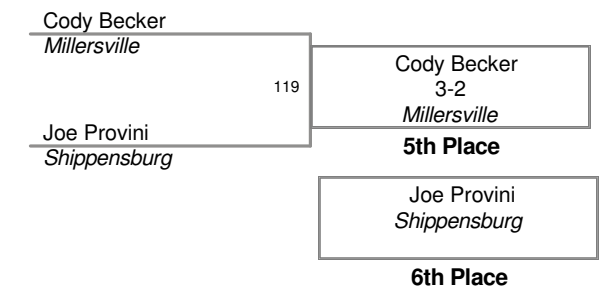 Cody Becker
Millersville
119
Joe Provini
Shippensburg
Cody Becker
3-2
Millersville
5th Place
Joe Provini
Shippensburg
6th Place